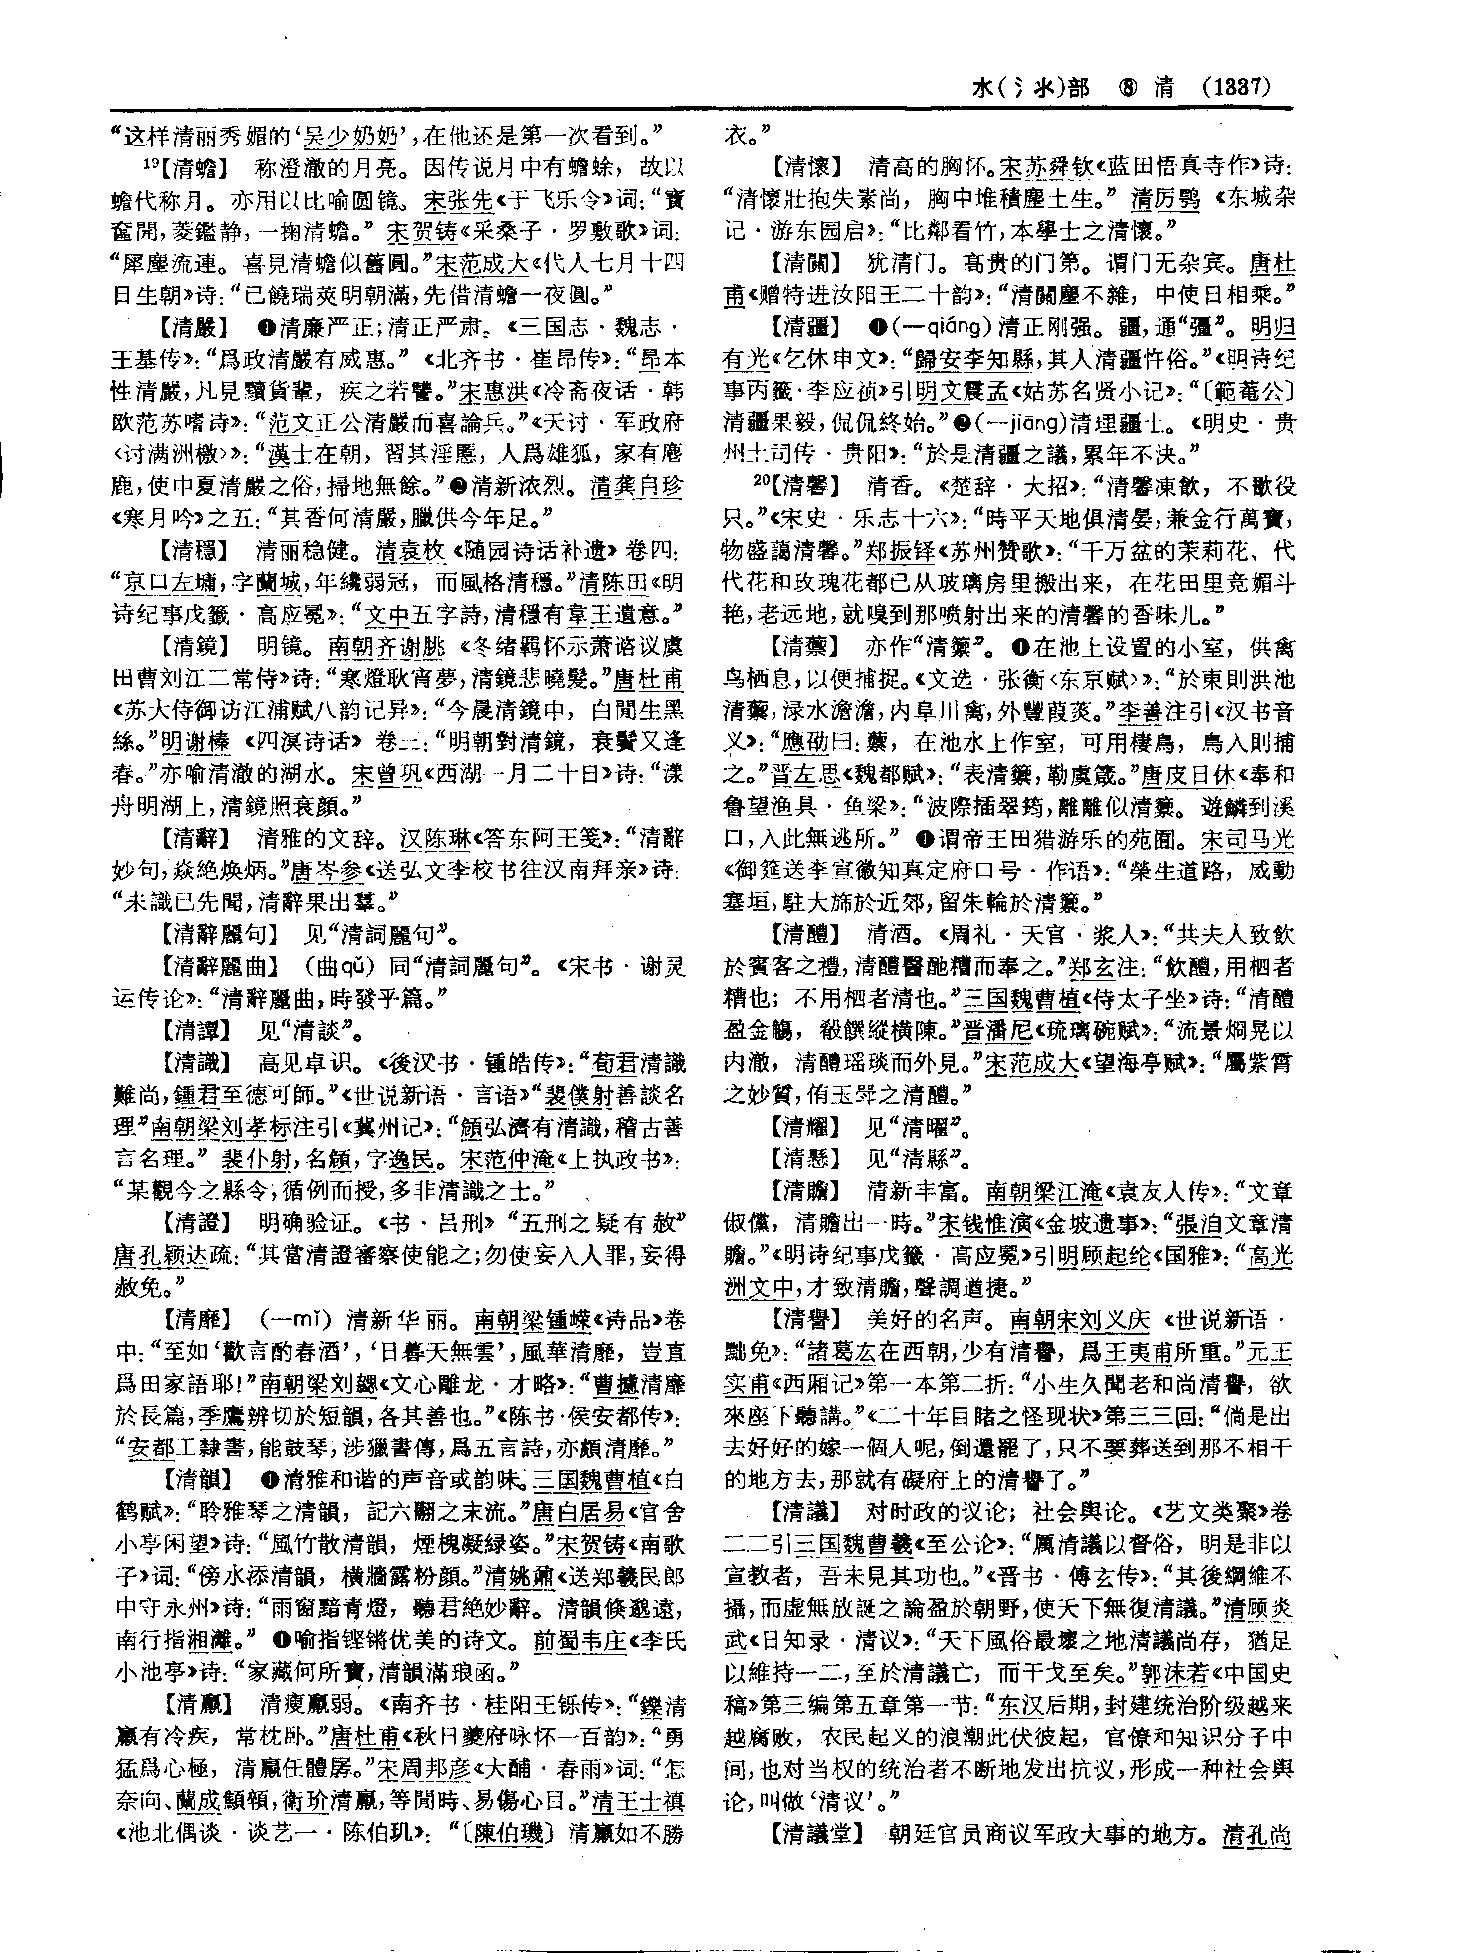 水(氵氺)部 ⑧ 清 (1337)
“这样清丽秀媚的‘吴少奶奶’,在他还是第一次看到。”
19【清蟾】 称澄澈的月亮。因传说月中有蟾蜍，故以
蟾代称月。亦用以比喻圆镜。宋张先《于飞乐令》词：“寶
奩開,菱鑑静,一掬清蟾。” 宋贺铸《采桑子·罗敷歌》词：
“犀塵流連。喜見清蟾似舊圓。”宋范成大《代人七月十四
日生朝》诗：“已饒瑞莢明朝滿,先借清蟾一夜圓。”
【清嚴】 ❶清廉严正;清正严肃。《三国志·魏志·
王基传》：“爲政清嚴有威惠。” 《北齐书·崔昂传》：“昂本
性清嚴,凡見黷貨輩，疾之若讐。”宋惠洪《冷斋夜话·韩
欧范苏嗜诗》：“范文正公清嚴而喜論兵。”《天讨·军政府
〈讨满洲檄〉》：“漢士在朝，習其淫慝，人爲雄狐，家有麀
鹿,使中夏清嚴之俗,掃地無餘。”❷清新浓烈。清龚自珍
《寒月吟》之五：“其香何清嚴,臘供今年足。”
【清穩】 清丽稳健。清袁枚《随园诗话补遗》卷四：
“京口左墉,字蘭城,年纔弱冠，而風格清穩。”清陈田《明
诗纪事戊籤·高应冕》：“文中五字詩,清穩有韋王遺意。”
【清鏡】 明镜。南朝齐谢朓《冬绪羁怀示萧谘议虞
田曹刘江二常侍》诗：“寒燈耿宵夢,清鏡悲曉髮。”唐杜甫
《苏大侍御访江浦赋八韵记异》：“今晨清鏡中，白間生黑
絲。”明谢榛《四溟诗话》卷三：“明朝對清鏡，衰鬢又逢
春。”亦喻清澈的湖水。宋曾巩《西湖一月二十日》诗：“漾
舟明湖上,清鏡照衰顔。”
【清辭】 清雅的文辞。汉陈琳《答东阿王笺》：“清辭
妙句,焱絶焕炳。”唐岑参《送弘文李校书往汉南拜亲》诗：
“未識已先聞,清辭果出羣。”
【清辭麗句】 见“清詞麗句”。
【清辭麗曲】 (曲qǔ) 同“清詞麗句”。《宋书·谢灵
运传论》：“清辭麗曲,時發乎篇。”
【清譚】 见“清談”。
【清識】 高见卓识。《後汉书·锺皓传》：“荀君清識
難尚,鍾君至德可師。”《世说新语·言语》“裴僕射善談名
理”南朝梁刘孝标注引《冀州记》：“頠弘濟有清識,稽古善
言名理。” 裴仆射,名頠,字逸民。宋范仲淹《上执政书》：
“某觀今之縣令,循例而授,多非清識之士。”
【清證】 明确验证。《书·吕刑》“五刑之疑有赦”
唐孔颖达疏：“其當清證審察使能之;勿使妄入人罪,妄得
赦免。”
【清靡】 (—mǐ) 清新华丽。南朝梁锺嵘《诗品》卷
中：“至如‘歡言酌春酒’,‘日暮天無雲’,風華清靡，豈直
爲田家語耶!”南朝梁刘勰《文心雕龙·才略》：“曹攄清靡
於長篇,季鷹辨切於短韻,各其善也。”《陈书·侯安都传》：
“安都工隸書,能鼓琴,涉獵書傳,爲五言詩,亦頗清靡。”
【清韻】 ❶清雅和谐的声音或韵味。三国魏曹植《白
鹤赋》：“聆雅琴之清韻，記六翮之末流。”唐白居易《官舍
小亭闲望》诗：“風竹散清韻，煙槐凝緑姿。”宋贺铸《南歌
子》词：“傍水添清韻，横牆露粉顔。”清姚鼐《送郑羲民郎
中守永州》诗：“雨窗黯青燈，聽君絶妙辭。清韻倏邈遠，
南行指湘灕。” ❶喻指铿锵优美的诗文。前蜀韦庄《李氏
小池亭》诗：“家藏何所寶,清韻滿琅函。”
【清羸】 清瘦羸弱。《南齐书·桂阳王铄传》：“鑠清
羸有冷疾，常枕卧。”唐杜甫《秋日夔府咏怀一百韵》：“勇
猛爲心極，清羸任體孱。”宋周邦彦《大酺·春雨》词：“怎
奈向、蘭成顦顇,衛玠清羸,等閒時、易傷心目。”清王士禛
《池北偶谈·谈艺一·陈伯玑》：“〔陳伯璣〕清羸如不勝
衣。”
【清懷】 清高的胸怀。宋苏舜钦《蓝田悟真寺作》诗：
“清懷壯抱失素尚，胸中堆積塵土生。” 清厉鹗《东城杂
记·游东园启》：“比鄰看竹,本學士之清懷。”
【清關】 犹清门。高贵的门第。谓门无杂宾。唐杜
甫《赠特进汝阳王二十韵》：“清關塵不雜，中使日相乘。”
【清疆】 ❶(—qiáng)清正刚强。疆,通“彊”。明归
有光《乞休申文》：“歸安李知縣,其人清疆忤俗。”《明诗纪
事丙籤·李应祯》引明文震孟《姑苏名贤小记》：“〔範菴公〕
清疆果毅,侃侃終始。”❷(—jiāng)清理疆土。《明史·贵
州土司传·贵阳》：“於是清疆之議,累年不决。”
20【清馨】 清香。《楚辞·大招》：“清馨凍飲，不歠役
只。”《宋史·乐志十六》：“時平天地俱清晏,兼金行萬寶,
物盛藹清馨。”郑振铎《苏州赞歌》：“千万盆的茉莉花、代
代花和玫瑰花都已从玻璃房里搬出来，在花田里竞媚斗
艳,老远地,就嗅到那喷射出来的清馨的香味儿。”
【清蘌】 亦作“清籞”。❶在池上设置的小室，供禽
鸟栖息,以便捕捉。《文选·张衡〈东京赋〉》：“於東則洪池
清蘌,渌水澹澹,内阜川禽,外豐葭菼。”李善注引《汉书音
义》：“應劭曰：蘌，在池水上作室，可用棲鳥，鳥入則捕
之。”晋左思《魏都赋》：“表清籞,勒虞箴。”唐皮日休《奉和
鲁望渔具·鱼梁》：“波際插翠筠,離離似清籞。遊鱗到溪
口,入此無逃所。” ❶谓帝王田猎游乐的苑囿。宋司马光
《御筵送李宣徽知真定府口号·作语》：“榮生道路，威動
塞垣,駐大旆於近郊,留朱輪於清籞。”
【清醴】 清酒。《周礼·天官·浆人》：“共夫人致飲
於賓客之禮,清醴醫酏糟而奉之。”郑玄注：“飲醴,用柶者
糟也；不用柶者清也。”三国魏曹植《侍太子坐》诗：“清醴
盈金觴，殽饌縱横陳。”晋潘尼《琉璃碗赋》：“流景炯晃以
内澈，清醴瑶琰而外見。”宋范成大《望海亭赋》：“屬紫霄
之妙質,侑玉斝之清醴。”
【清耀】 见“清曜”。
【清懸】 见“清縣”。
【清贍】 清新丰富。南朝梁江淹《袁友人传》：“文章
俶儻，清贍出一時。”宋钱惟演《金坡遗事》：“張洎文章清
贍。”《明诗纪事戊籤·高应冕》引明顾起纶《国雅》：“高光
洲文中,才致清贍,聲調遒捷。”
【清譽】 美好的名声。南朝宋刘义庆《世说新语·
黜免》：“諸葛厷在西朝,少有清譽，爲王夷甫所重。”元王
实甫《西厢记》第一本第二折：“小生久聞老和尚清譽，欲
來座下聽講。”《二十年目睹之怪现状》第三三回：“倘是出
去好好的嫁一個人呢,倒還罷了,只不要葬送到那不相干
的地方去,那就有礙府上的清譽了。”
【清議】 对时政的议论；社会舆论。《艺文类聚》卷
二二引三国魏曹羲《至公论》：“厲清議以督俗，明是非以
宣教者，吾未見其功也。”《晋书·傅玄传》：“其後綱維不
攝,而虚無放誕之論盈於朝野,使天下無復清議。”清顾炎
武《日知录·清议》：“天下風俗最壞之地清議尚存，猶足
以維持一二,至於清議亡，而干戈至矣。”郭沫若《中国史
稿》第三编第五章第一节：“东汉后期,封建统治阶级越来
越腐败，农民起义的浪潮此伏彼起，官僚和知识分子中
间,也对当权的统治者不断地发出抗议,形成一种社会舆
论,叫做‘清议’。”
【清議堂】 朝廷官员商议军政大事的地方。清孔尚